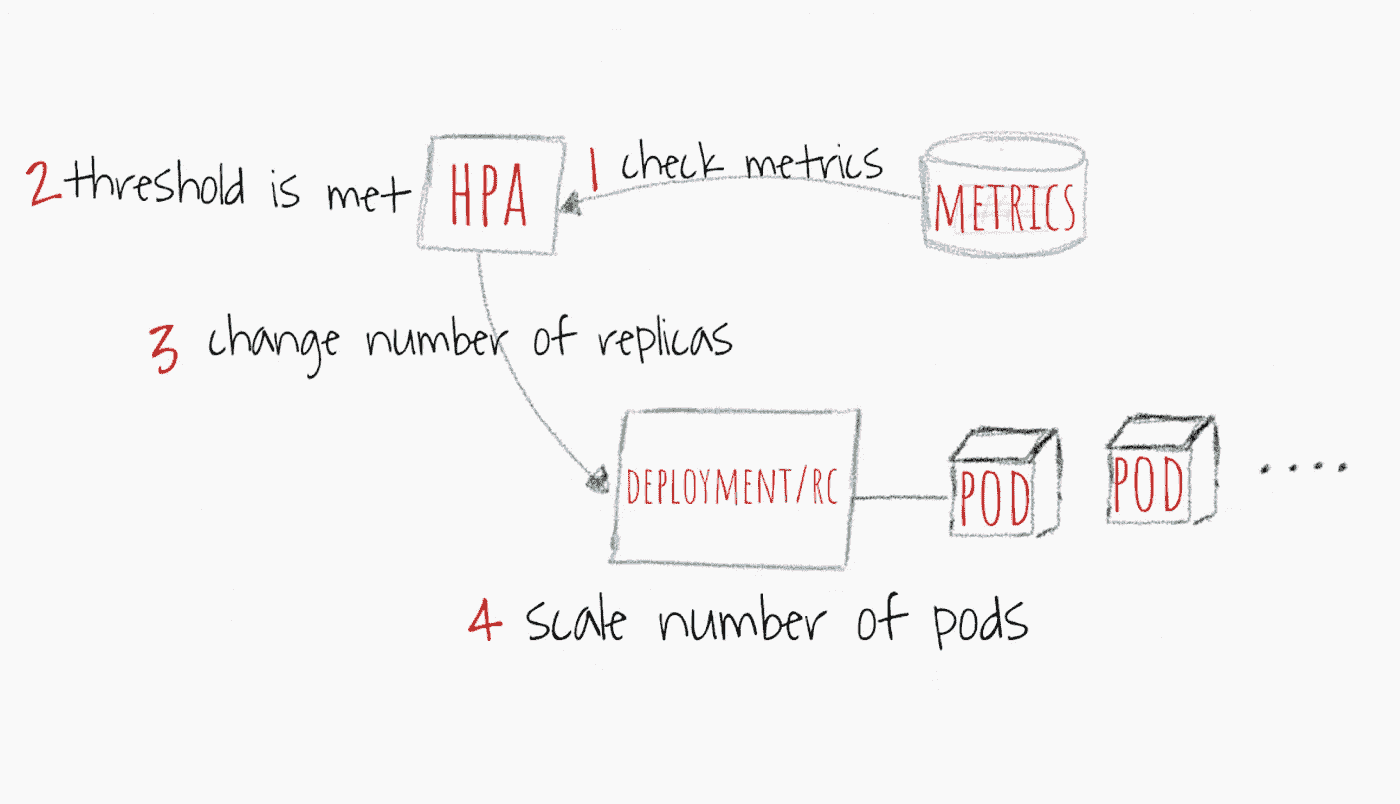 2 threshold is met
HPA
1 check metrics
METRICS
3 change number of replicas
DEPLOYMENT/RC
POD
POD
....
4 scale number of pods